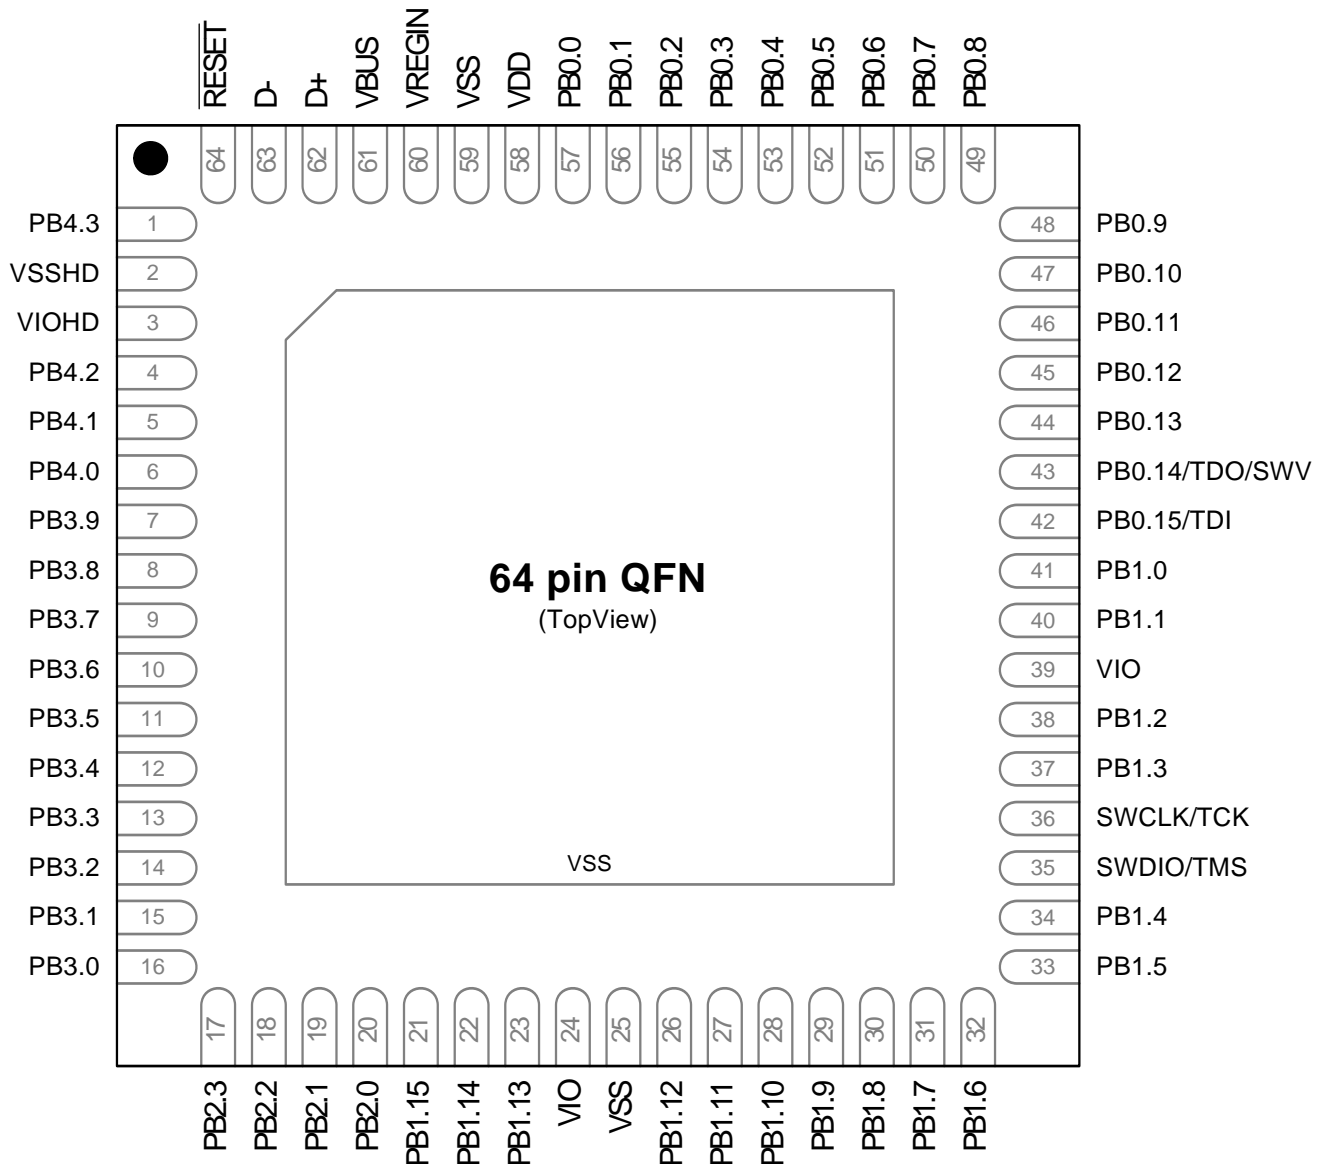 RESET
D-
D+
VBUS
VREGIN
VSS
VDD
PB0.0
PB0.1
PB0.2
PB0.3
PB0.4
PB0.5
PB0.6
PB0.7
PB0.8
64
63
62
61
60
59
58
57
56
55
54
53
52
51
50
49
PB4.3 1
VSSHD 2
VIOHD 3
PB4.2 4
PB4.1 5
PB4.0 6
PB3.9 7
PB3.8 8
PB3.7 9
PB3.6 10
PB3.5 11
PB3.4 12
PB3.3 13
PB3.2 14
PB3.1 15
PB3.0 16
64 pin QFN
(TopView)
VSS
48 PB0.9
47 PB0.10
46 PB0.11
45 PB0.12
44 PB0.13
43 PB0.14/TDO/SWV
42 PB0.15/TDI
41 PB1.0
40 PB1.1
39 VIO
38 PB1.2
37 PB1.3
36 SWCLK/TCK
35 SWDIO/TMS
34 PB1.4
33 PB1.5
17
18
19
20
21
22
23
24
25
26
27
28
29
30
31
32
PB2.3
PB2.2
PB2.1
PB2.0
PB1.15
PB1.14
PB1.13
VIO
VSS
PB1.12
PB1.11
PB1.10
PB1.9
PB1.8
PB1.7
PB1.6